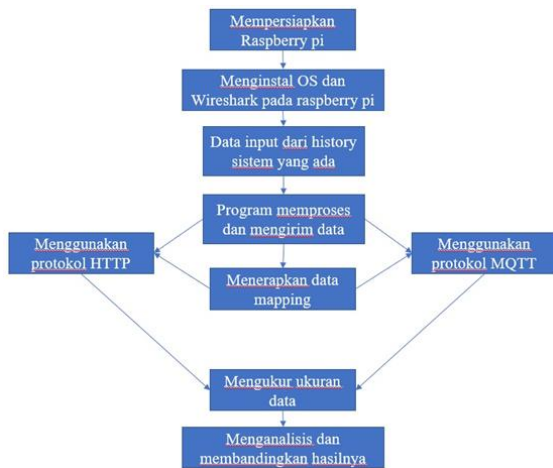 Mempersiapkan
Raspberry pi
Menginstal OS dan
Wireshark pada raspberry pi
Data input dari history
sistem yang ada
Program memproses
dan mengirim data
Menggunakan
protokol HTTP
Menggunakan
protokol MQTT
Menerapkan data
mapping
Mengukur ukuran
data
Menganalisis dan
membandingkan hasilnya